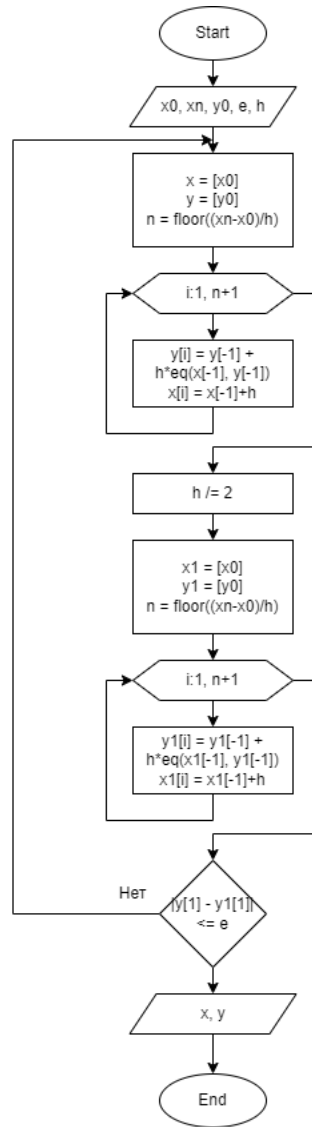 Start
x0, xn, y0, e, h
x = [x0]
y = [y0]
n = floor((xn-x0)/h)
i:1, n+1
y[i] = y[-1] +
h*eq(x[-1], y[-1])
x[i] = x[-1]+h
h /= 2
x1 = [x0]
y1 = [y0]
n = floor((xn-x0)/h)
i:1, n+1
y1[i] = y1[-1] +
h*eq(x1[-1], y1[-1])
x1[i] = x1[-1]+h
Нет
|y[1] - y1[1]|
<= e
x, y
End